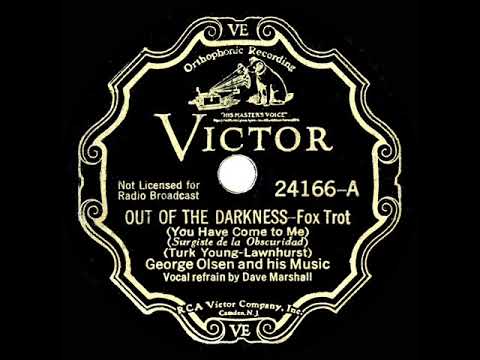 VE
Orthophonic Recording
"HIS MASTER'S VOICE"
VICTOR
Not Licensed for
Radio Broadcast
24166-A
OUT OF THE DARKNESS-Fox Trot
(You Have Come to Me)
(Surgiste de la Obscuridad)
(Turk Young-Lawnhurst)
George Olsen and his Music
Vocal refrain by Dave Marshall
RCA Victor Company, Inc.
Camden, N.J.
VE